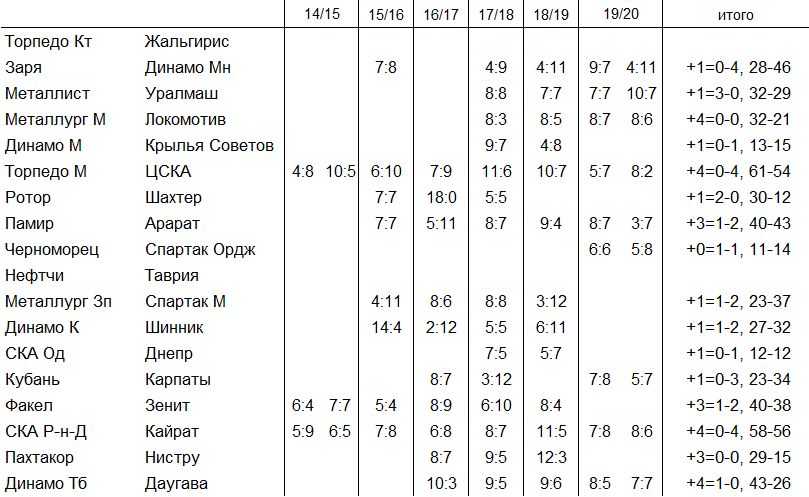 14/15 15/16 16/17 17/18 18/19 19/20 итого
Торпедо Кт Жальгирис
Заря Динамо Мн 7:8 4:9 4:11 9:7 4:11 +1=0-4, 28-46
Металлист Уралмаш 8:8 7:7 7:7 10:7 +1=3-0, 32-29
Металлург М Локомотив 8:3 8:5 8:7 8:6 +4=0-0, 32-21
Динамо М Крылья Советов 9:7 4:8 +1=0-1, 13-15
Торпедо М ЦСКА 4:8 10:5 6:10 7:9 11:6 10:7 5:7 8:2 +4=0-4, 61-54
Ротор Шахтер 7:7 18:0 5:5 +1=2-0, 30-12
Памир Арарат 7:7 5:11 8:7 9:4 8:7 3:7 +3=1-2, 40-43
Черноморец Спартак Ордж 6:6 5:8 +0=1-1, 11-14
Нефтчи Таврия
Металлург Зп Спартак М 4:11 8:6 8:8 3:12 +1=1-2, 23-37
Динамо К Шинник 14:4 2:12 5:5 6:11 +1=1-2, 27-32
СКА Од Днепр 7:5 5:7 +1=0-1, 12-12
Кубань Карпаты 8:7 3:12 7:8 5:7 +1=0-3, 23-34
Факел Зенит 6:4 7:7 5:4 8:9 6:10 8:4 +3=1-2, 40-38
СКА Р-н-Д Кайрат 5:9 6:5 7:8 6:8 8:7 11:5 7:8 8:6 +4=0-4, 58-56
Пахтакор Нистру 8:7 9:5 12:3 +3=0-0, 29-15
Динамо Тб Даугава 10:3 9:5 9:6 8:5 7:7 +4=1-0, 43-26